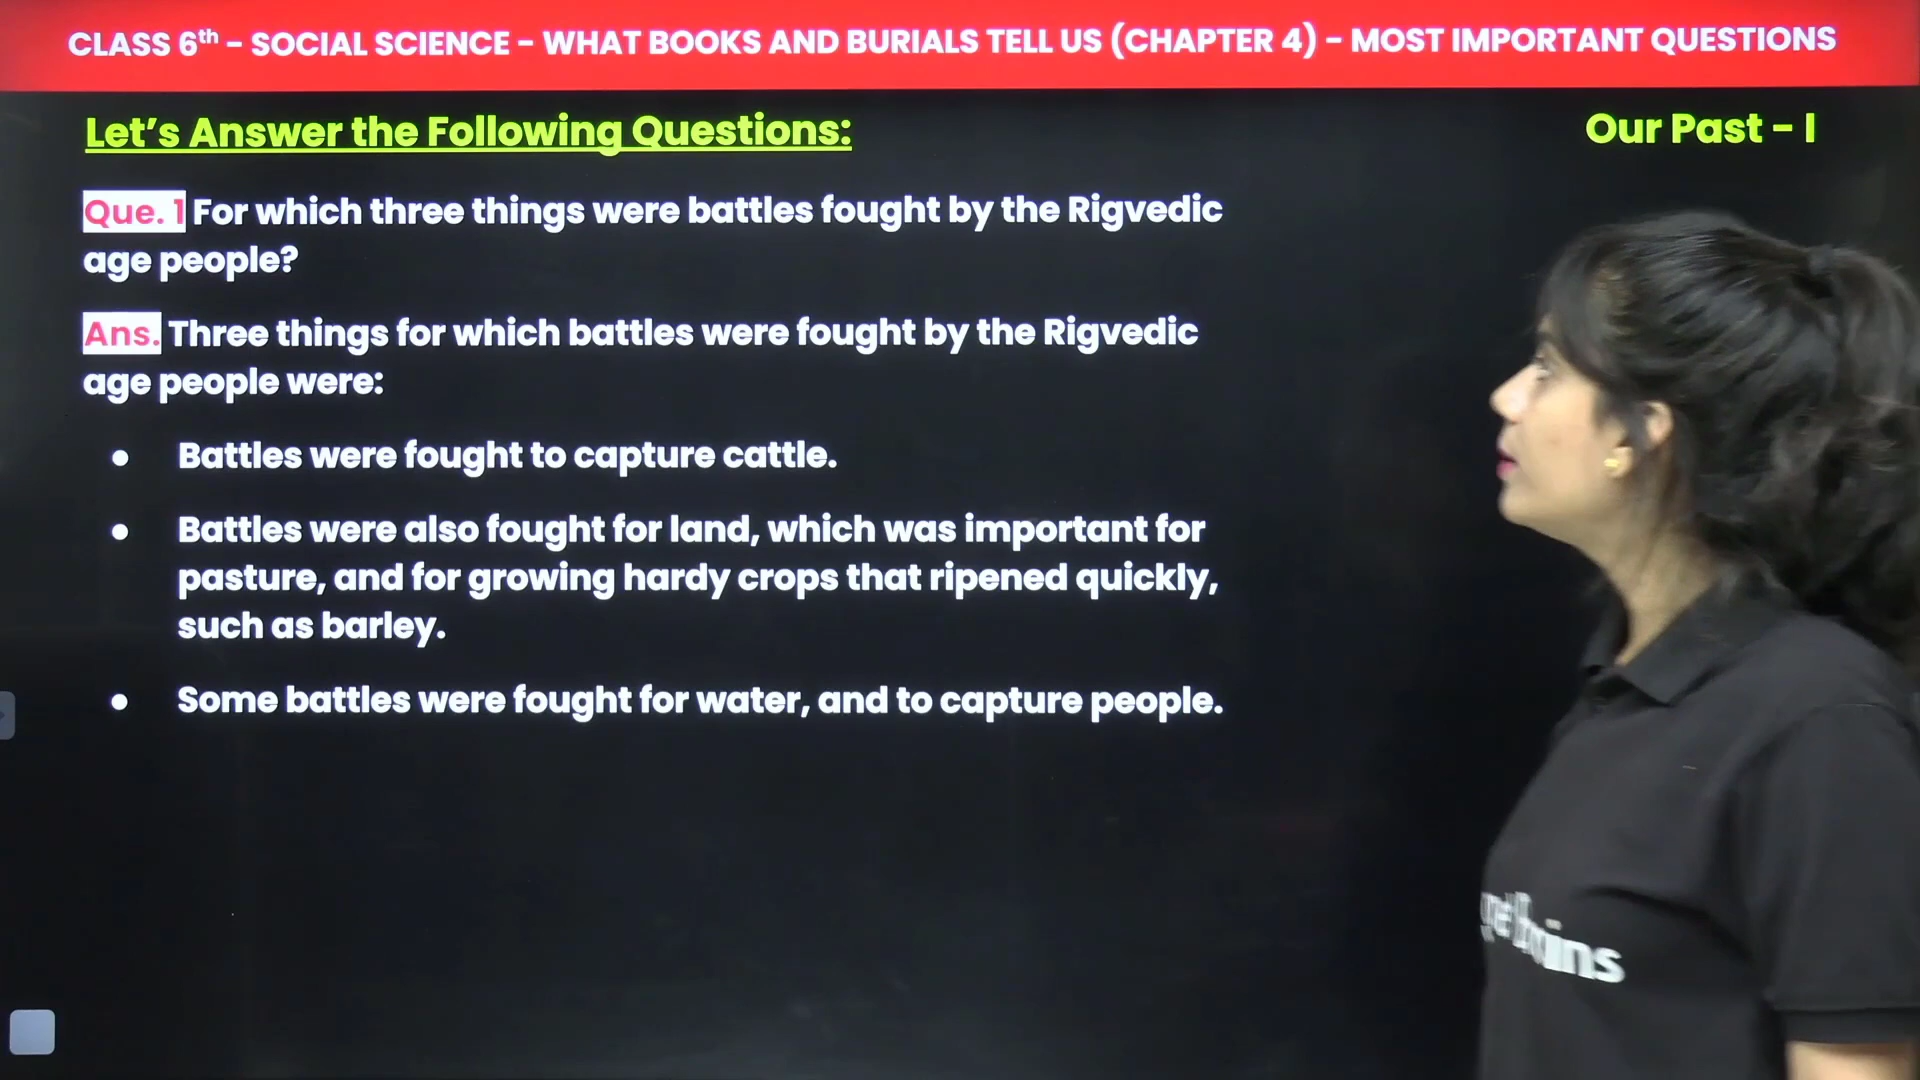 CLASS 6th - SOCIAL SCIENCE - WHAT BOOKS AND BURIALS TELL US (CHAPTER 4) - MOST IMPORTANT QUESTIONS
Let's Answer the Following Questions:
Our Past - I
Que. 1 For which three things were battles fought by the Rigvedic
age people?
Ans. Three things for which battles were fought by the Rigvedic
age people were:
● Battles were fought to capture cattle.
● Battles were also fought for land, which was important for
pasture, and for growing hardy crops that ripened quickly,
such as barley.
● Some battles were fought for water, and to capture people.